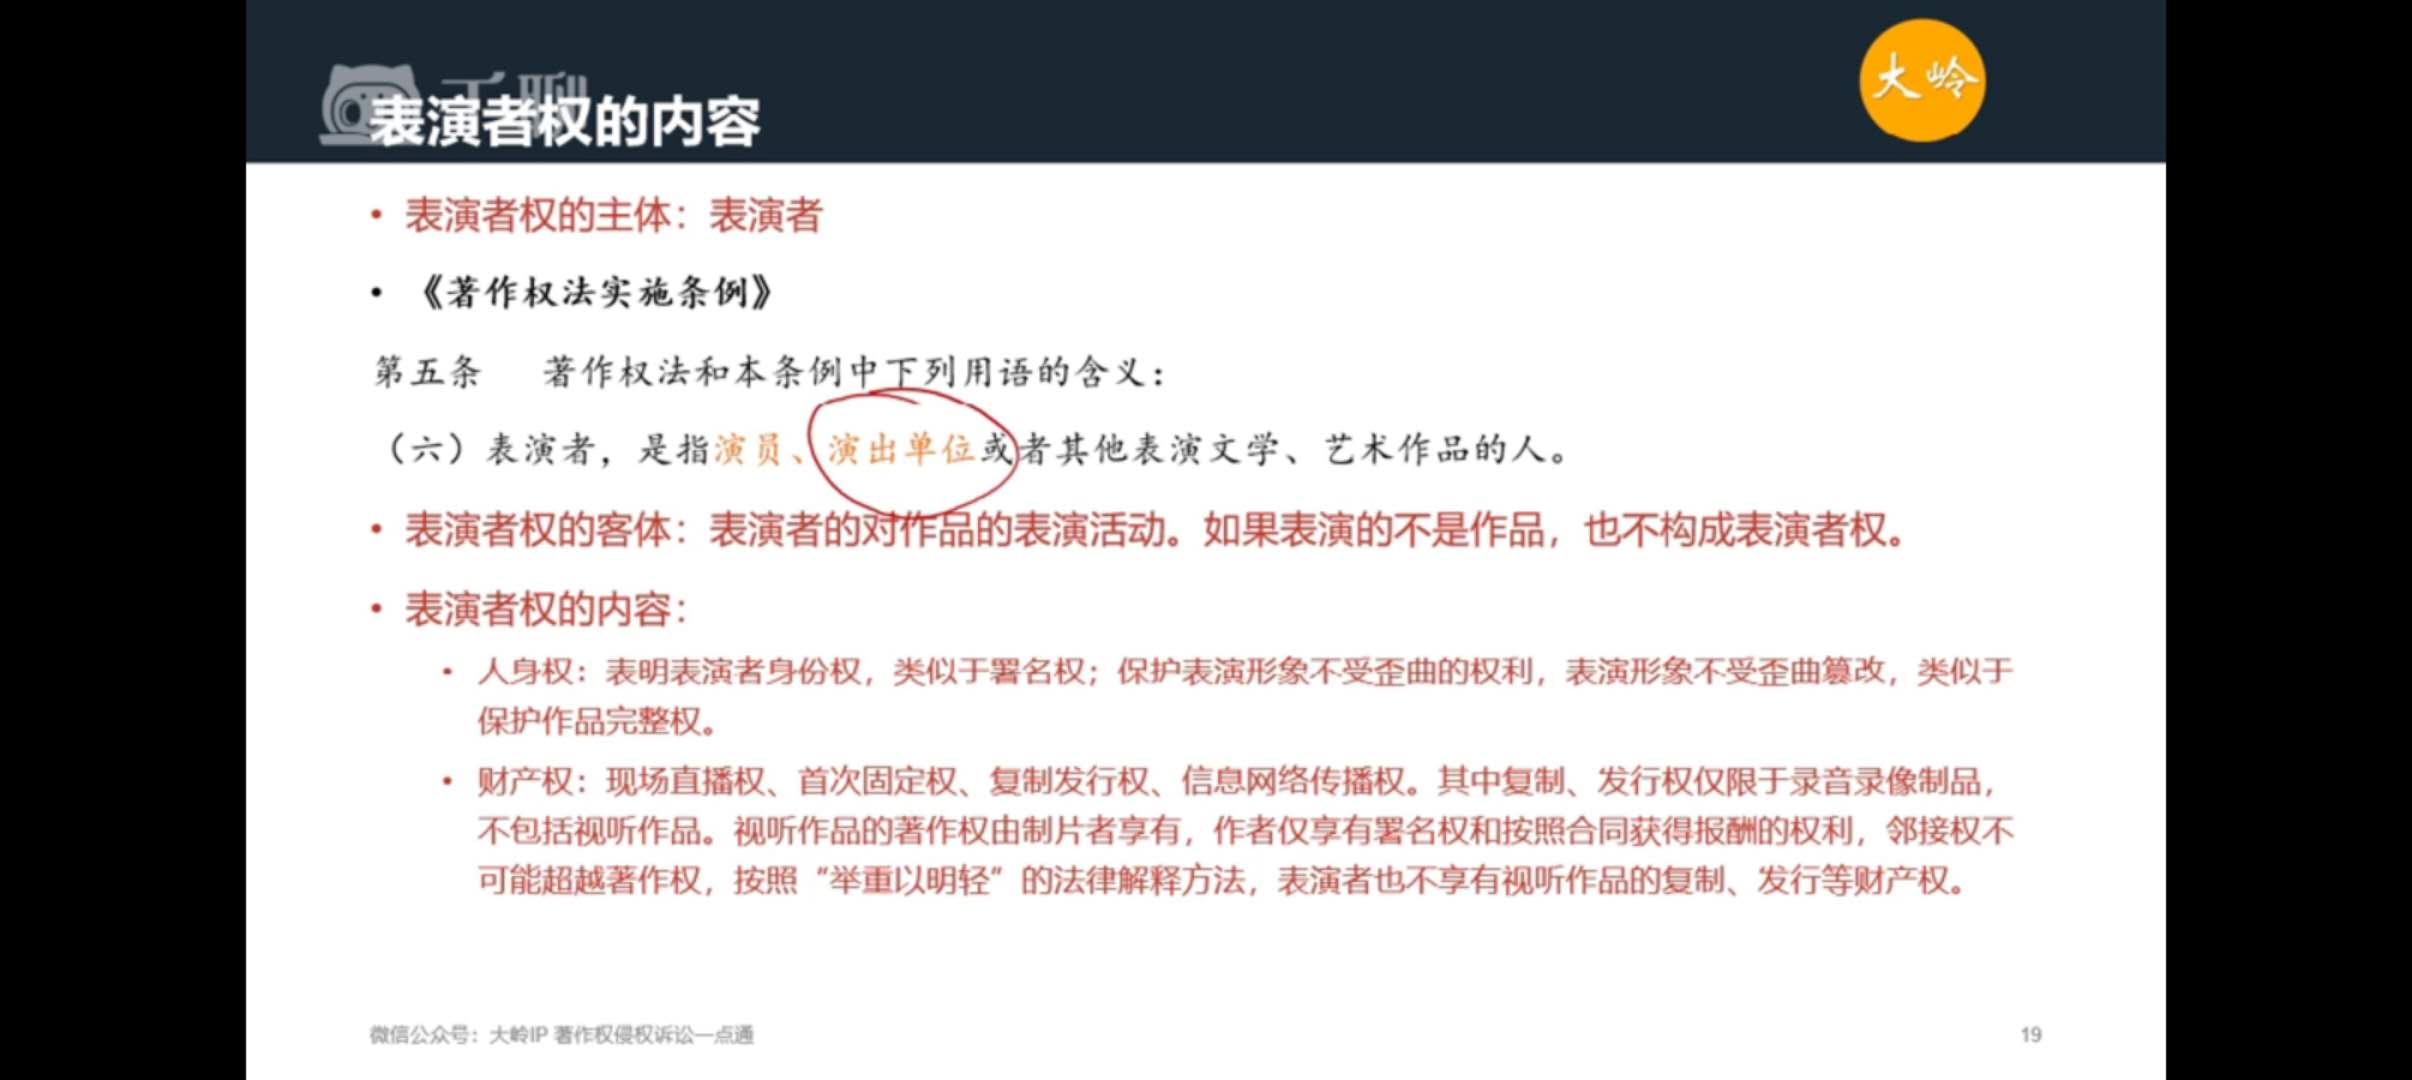 千聊
大岭
表演者权的内容
• 表演者权的主体：表演者
• 《著作权法实施条例》
第五条 著作权法和本条例中下列用语的含义：
（六）表演者，是指演员、演出单位或者其他表演文学、艺术作品的人。
• 表演者权的客体：表演者的对作品的表演活动。如果表演的不是作品，也不构成表演者权。
• 表演者权的内容：
• 人身权：表明表演者身份权，类似于署名权；保护表演形象不受歪曲的权利，表演形象不受歪曲篡改，类似于
保护作品完整权。
• 财产权：现场直播权、首次固定权、复制发行权、信息网络传播权。其中复制、发行权仅限于录音录像制品，
不包括视听作品。视听作品的著作权由制片者享有，作者仅享有署名权和按照合同获得报酬的权利，邻接权不
可能超越著作权，按照“举重以明轻”的法律解释方法，表演者也不享有视听作品的复制、发行等财产权。
微信公众号：大岭IP 著作权侵权诉讼一点通
19